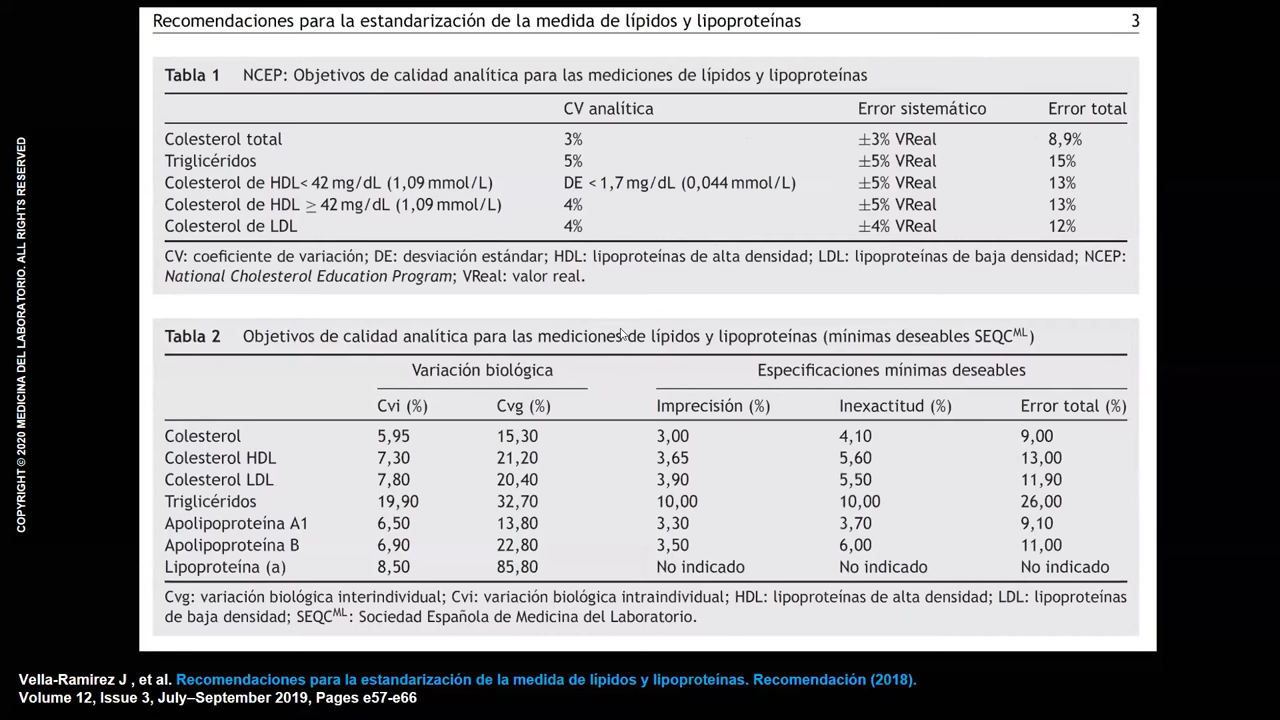 Recomendaciones para la estandarización de la medida de lípidos y lipoproteínas 3
Tabla 1 NCEP: Objetivos de calidad analítica para las mediciones de lípidos y lipoproteínas
CV analítica Error sistemático Error total
Colesterol total 3% ±3% VReal 8,9%
Triglicéridos 5% ±5% VReal 15%
Colesterol de HDL< 42 mg/dL (1,09 mmol/L) DE < 1,7 mg/dL (0,044 mmol/L) ±5% VReal 13%
Colesterol de HDL ≥ 42 mg/dL (1,09 mmol/L) 4% ±5% VReal 13%
Colesterol de LDL 4% ±4% VReal 12%
CV: coeficiente de variación; DE: desviación estándar; HDL: lipoproteínas de alta densidad; LDL: lipoproteínas de baja densidad; NCEP:
National Cholesterol Education Program; VReal: valor real.
Tabla 2 Objetivos de calidad analítica para las mediciones de lípidos y lipoproteínas (mínimas deseables SEQC^ML)
Variación biológica Especificaciones mínimas deseables
Cvi (%) Cvg (%) Imprecisión (%) Inexactitud (%) Error total (%)
Colesterol 5,95 15,30 3,00 4,10 9,00
Colesterol HDL 7,30 21,20 3,65 5,60 13,00
Colesterol LDL 7,80 20,40 3,90 5,50 11,90
Triglicéridos 19,90 32,70 10,00 10,00 26,00
Apolipoproteína A1 6,50 13,80 3,30 3,70 9,10
Apolipoproteína B 6,90 22,80 3,50 6,00 11,00
Lipoproteína (a) 8,50 85,80 No indicado No indicado No indicado
Cvg: variación biológica interindividual; Cvi: variación biológica intraindividual; HDL: lipoproteínas de alta densidad; LDL: lipoproteínas
de baja densidad; SEQC^ML: Sociedad Española de Medicina del Laboratorio.
Vella-Ramirez J , et al. Recomendaciones para la estandarización de la medida de lípidos y lipoproteínas. Recomendación (2018).
Volume 12, Issue 3, July–September 2019, Pages e57-e66
COPYRIGHT © 2020 MEDICINA DEL LABORATORIO. ALL RIGHTS RESERVED